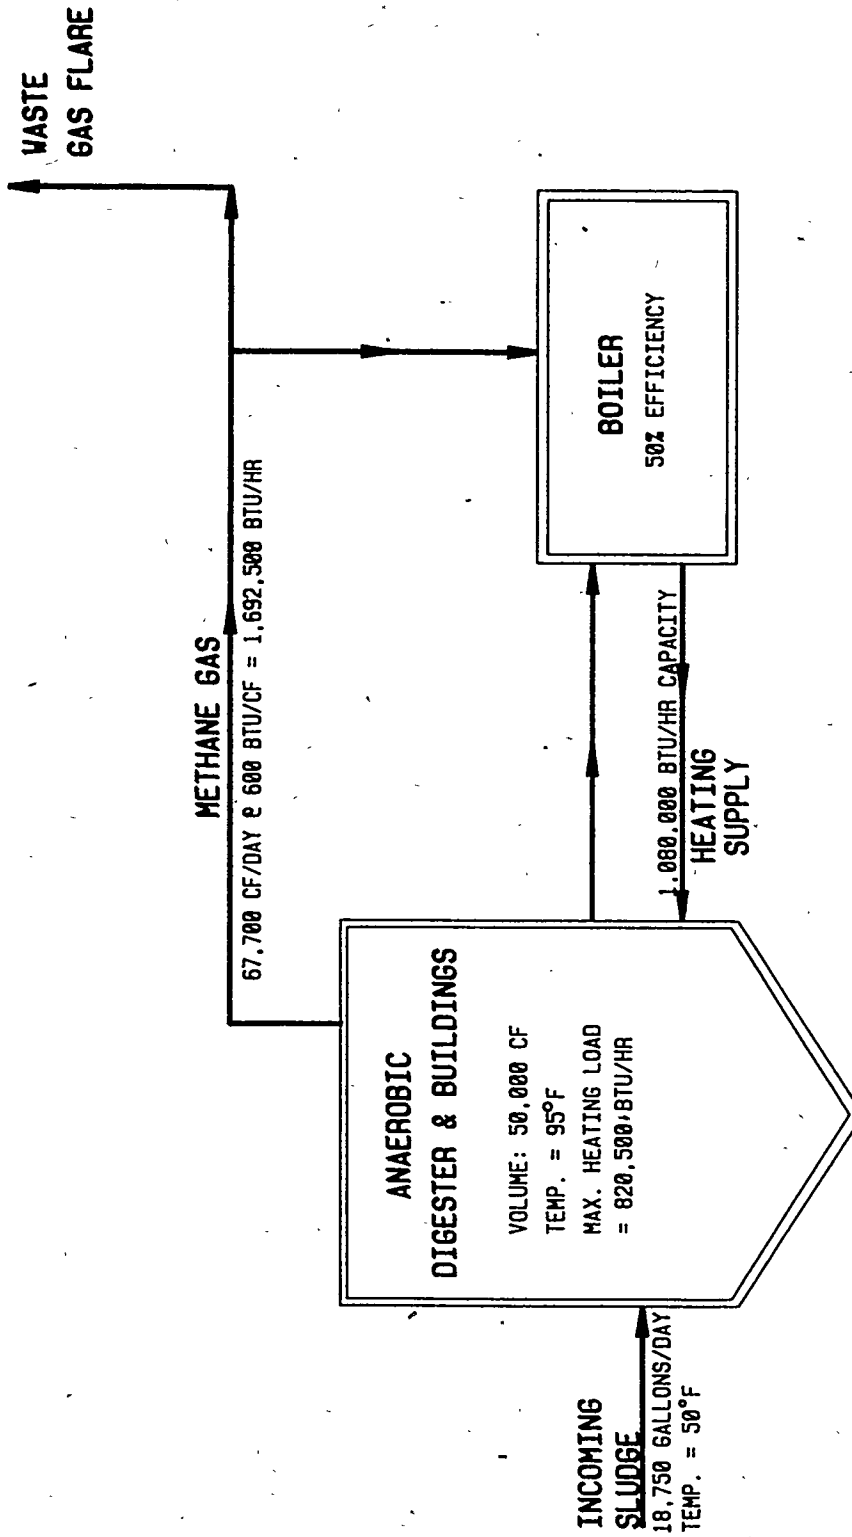 WASTE
GAS FLARE
METHANE GAS
67,700 CF/DAY @ 600 BTU/CF = 1,692,500 BTU/HR
BOILER
50% EFFICIENCY
1,080,000 BTU/HR CAPACITY
HEATING
SUPPLY
ANAEROBIC
DIGESTER & BUILDINGS
VOLUME: 50,000 CF
TEMP. = 95°F
MAX. HEATING LOAD
= 820,500 BTU/HR
INCOMING
SLUDGE
18,750 GALLONS/DAY
TEMP. = 50°F